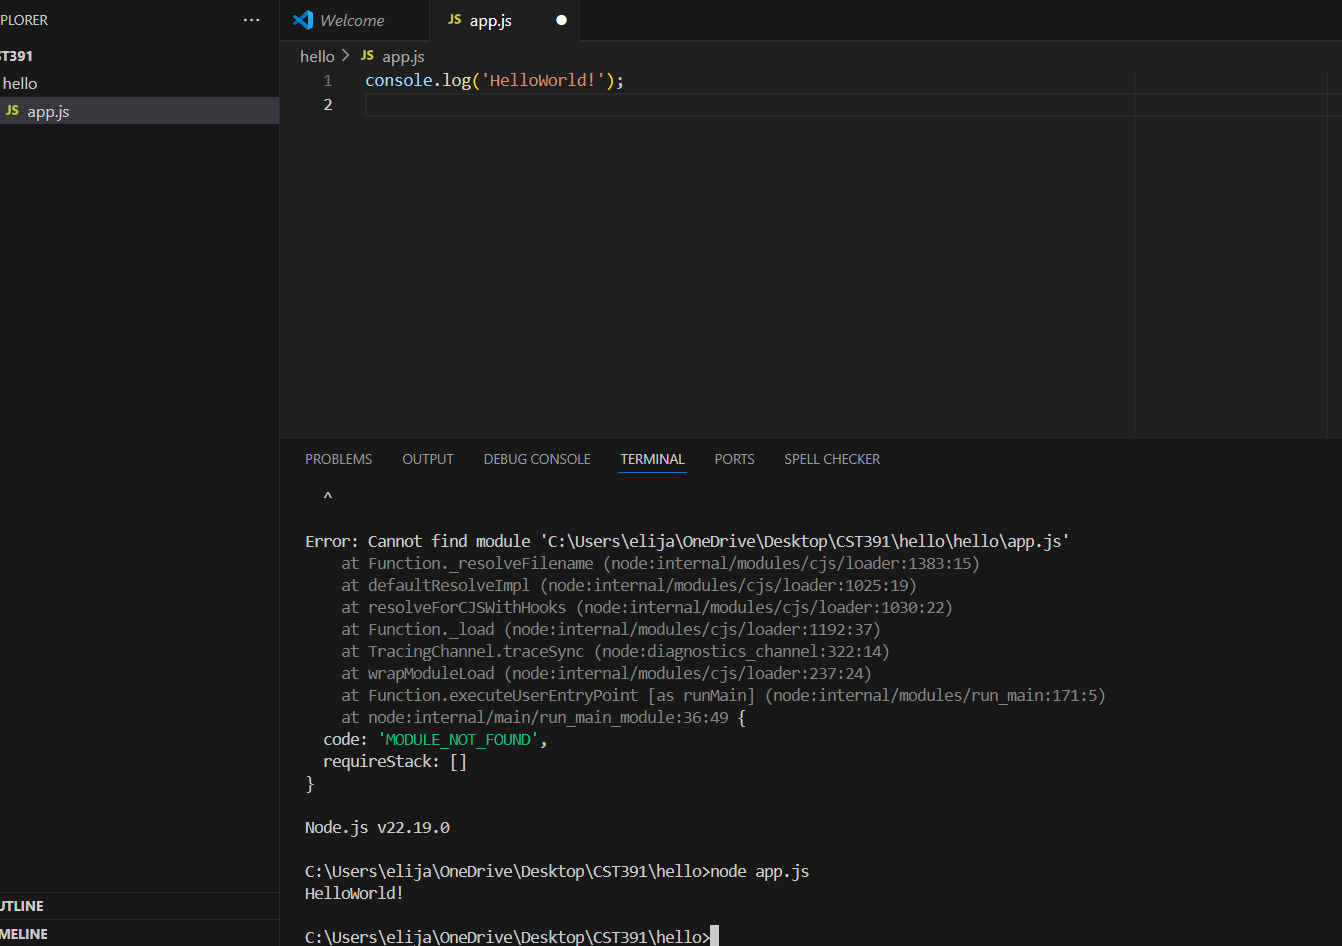 PLORER ...
ST391
hello
JS app.js
UTLINE
MELINE
Welcome
JS app.js
hello > JS app.js
1 console.log('HelloWorld!');
2
PROBLEMS OUTPUT DEBUG CONSOLE TERMINAL PORTS SPELL CHECKER
^
Error: Cannot find module 'C:\Users\elija\OneDrive\Desktop\CST391\hello\hello\app.js'
at Function._resolveFilename (node:internal/modules/cjs/loader:1383:15)
at defaultResolveImpl (node:internal/modules/cjs/loader:1025:19)
at resolveForCJSWithHooks (node:internal/modules/cjs/loader:1030:22)
at Function._load (node:internal/modules/cjs/loader:1192:37)
at TracingChannel.traceSync (node:diagnostics_channel:322:14)
at wrapModuleLoad (node:internal/modules/cjs/loader:237:24)
at Function.executeUserEntryPoint [as runMain] (node:internal/modules/run_main:171:5)
at node:internal/main/run_main_module:36:49 {
code: 'MODULE_NOT_FOUND',
requireStack: []
}
Node.js v22.19.0
C:\Users\elija\OneDrive\Desktop\CST391\hello>node app.js
HelloWorld!
C:\Users\elija\OneDrive\Desktop\CST391\hello>